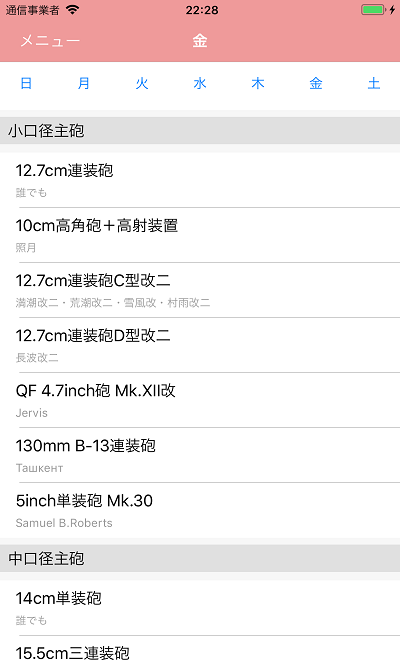 通信事業者 22:28
メニュー 金
日 月 火 水 木 金 土
小口径主砲
12.7cm連装砲
誰でも
10cm高角砲＋高射装置
照月
12.7cm連装砲C型改二
満潮改二・荒潮改二・雪風改・村雨改二
12.7cm連装砲D型改二
長波改二
QF 4.7inch砲 Mk.XII改
Jervis
130mm B-13連装砲
Ташкент
5inch単装砲 Mk.30
Samuel B.Roberts
中口径主砲
14cm単装砲
誰でも
15.5cm三連装砲